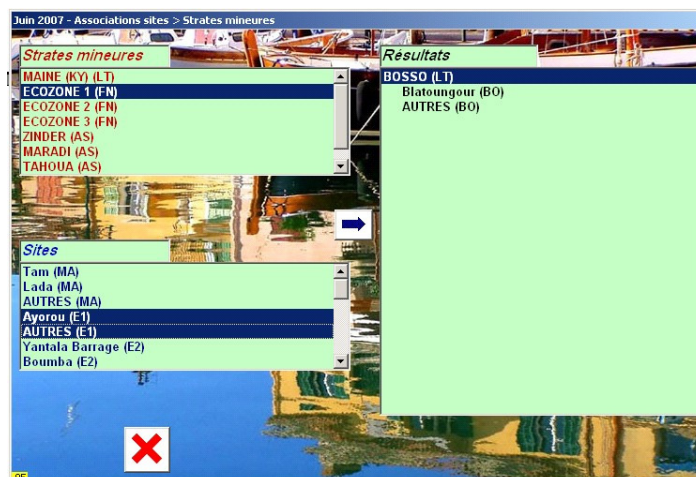 Juin 2007 - Associations sites > Strates mineures
Strates mineures
MAINE (KY) (LT)
ECOZONE 1 (FN)
ECOZONE 2 (FN)
ECOZONE 3 (FN)
ZINDER (AS)
MARADI (AS)
TAHOUA (AS)
Sites
Tam (MA)
Lada (MA)
AUTRES (MA)
Ayorou (E1)
AUTRES (E1)
Yantala Barrage (E2)
Boumba (E2)
Résultats
BOSSO (LT)
Blatoungour (BO)
AUTRES (BO)